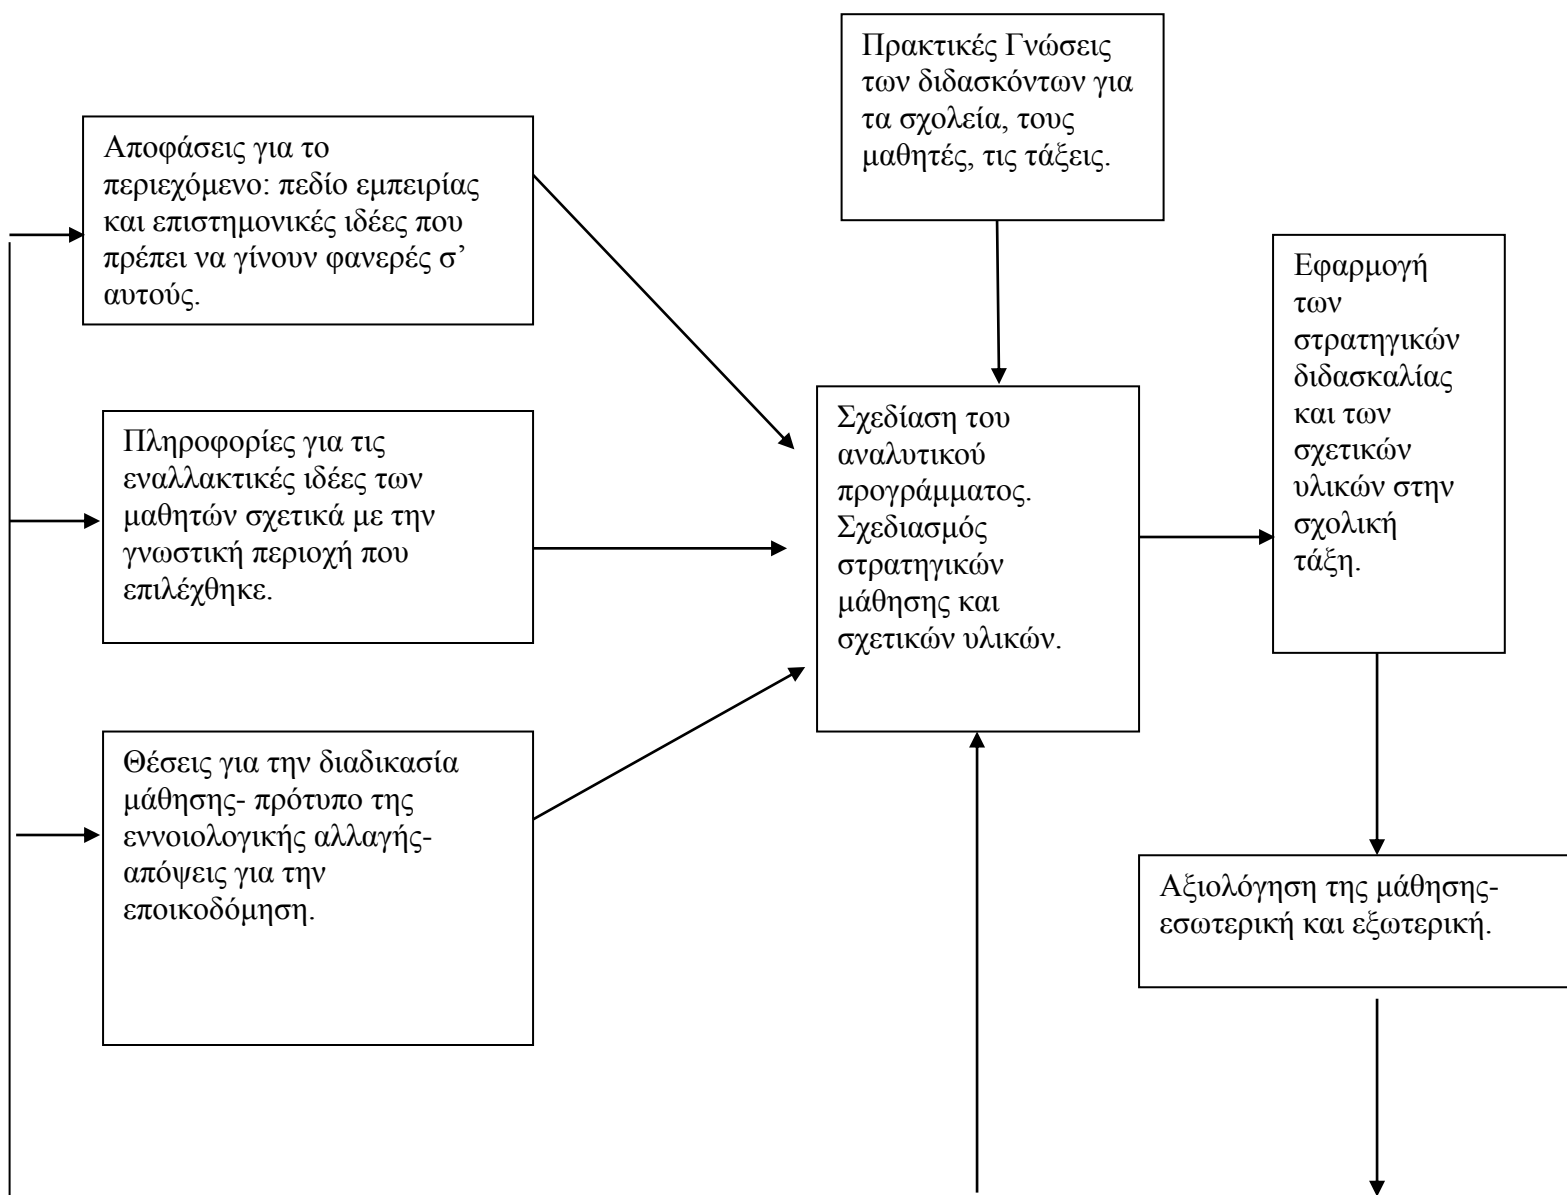 Πρακτικές Γνώσεις
των διδασκόντων για
τα σχολεία, τους
μαθητές, τις τάξεις.
Αποφάσεις για το
περιεχόμενο: πεδίο εμπειρίας
και επιστημονικές ιδέες που
πρέπει να γίνουν φανερές σ’
αυτούς.
Πληροφορίες για τις
εναλλακτικές ιδέες των
μαθητών σχετικά με την
γνωστική περιοχή που
επιλέχθηκε.
Θέσεις για την διαδικασία
μάθησης- πρότυπο της
εννοιολογικής αλλαγής-
απόψεις για την
εποικοδόμηση.
Σχεδίαση του
αναλυτικού
προγράμματος.
Σχεδιασμός
στρατηγικών
μάθησης και
σχετικών υλικών.
Εφαρμογή
των
στρατηγικών
διδασκαλίας
και των
σχετικών
υλικών στην
σχολική
τάξη.
Αξιολόγηση της μάθησης-
εσωτερική και εξωτερική.